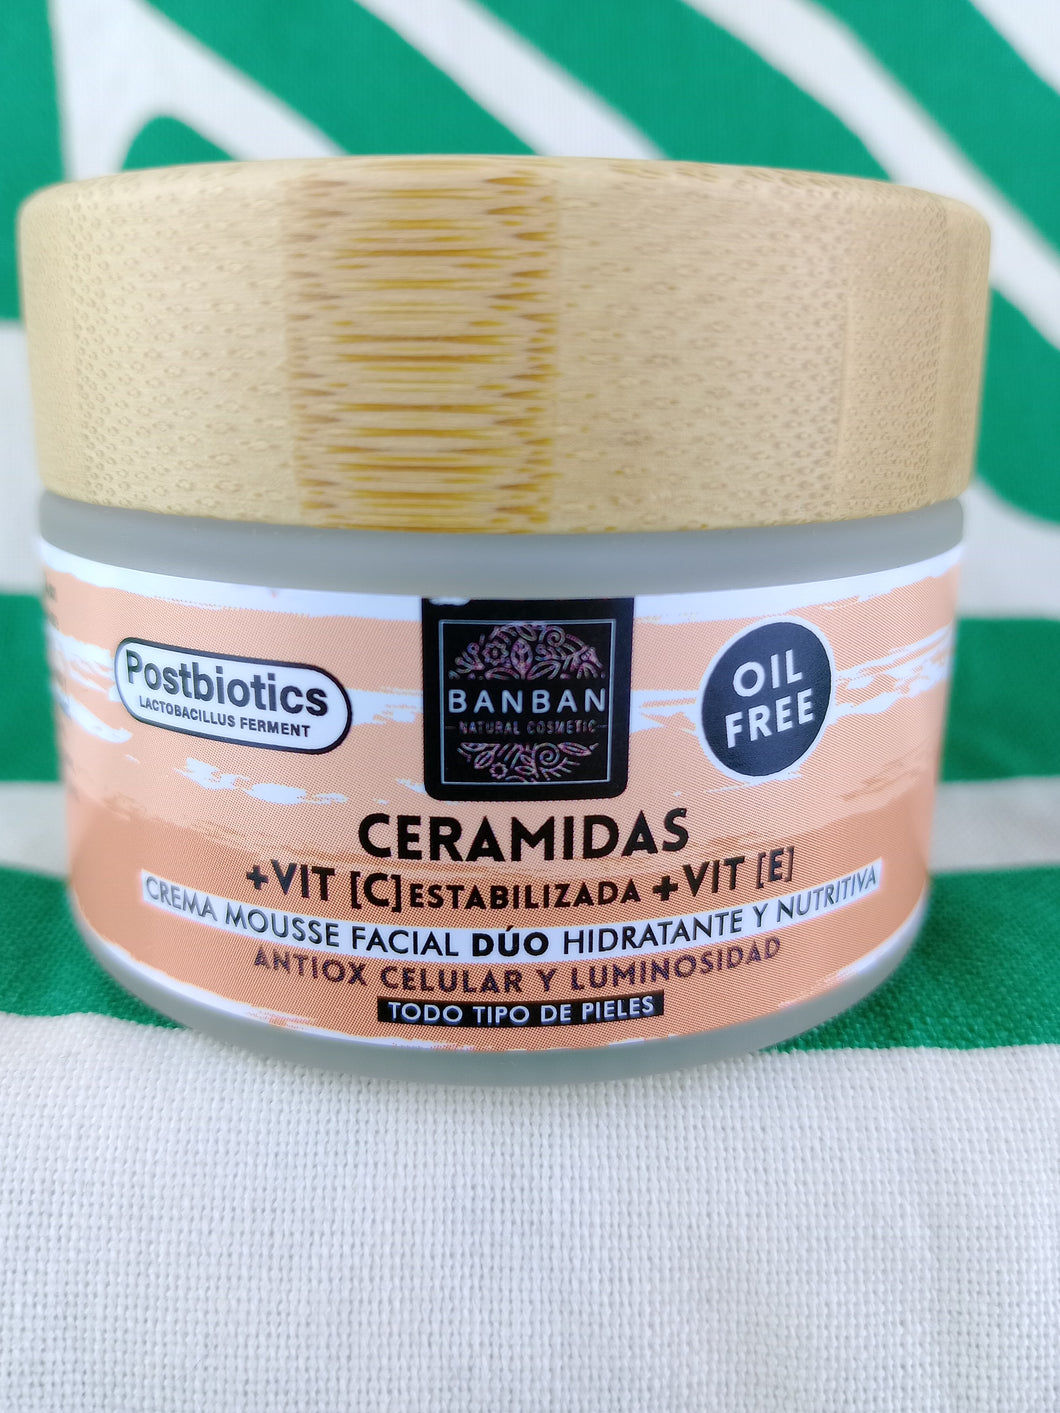 Postbiotics
LACTOBACILLUS FERMENT
BANBAN
NATURAL COSMETIC
OIL
FREE
CERAMIDAS
+VIT [C] ESTABILIZADA +VIT [E]
CREMA MOUSSE FACIAL DÚO HIDRATANTE Y NUTRITIVA
ANTIOX CELULAR Y LUMINOSIDAD
TODO TIPO DE PIELES